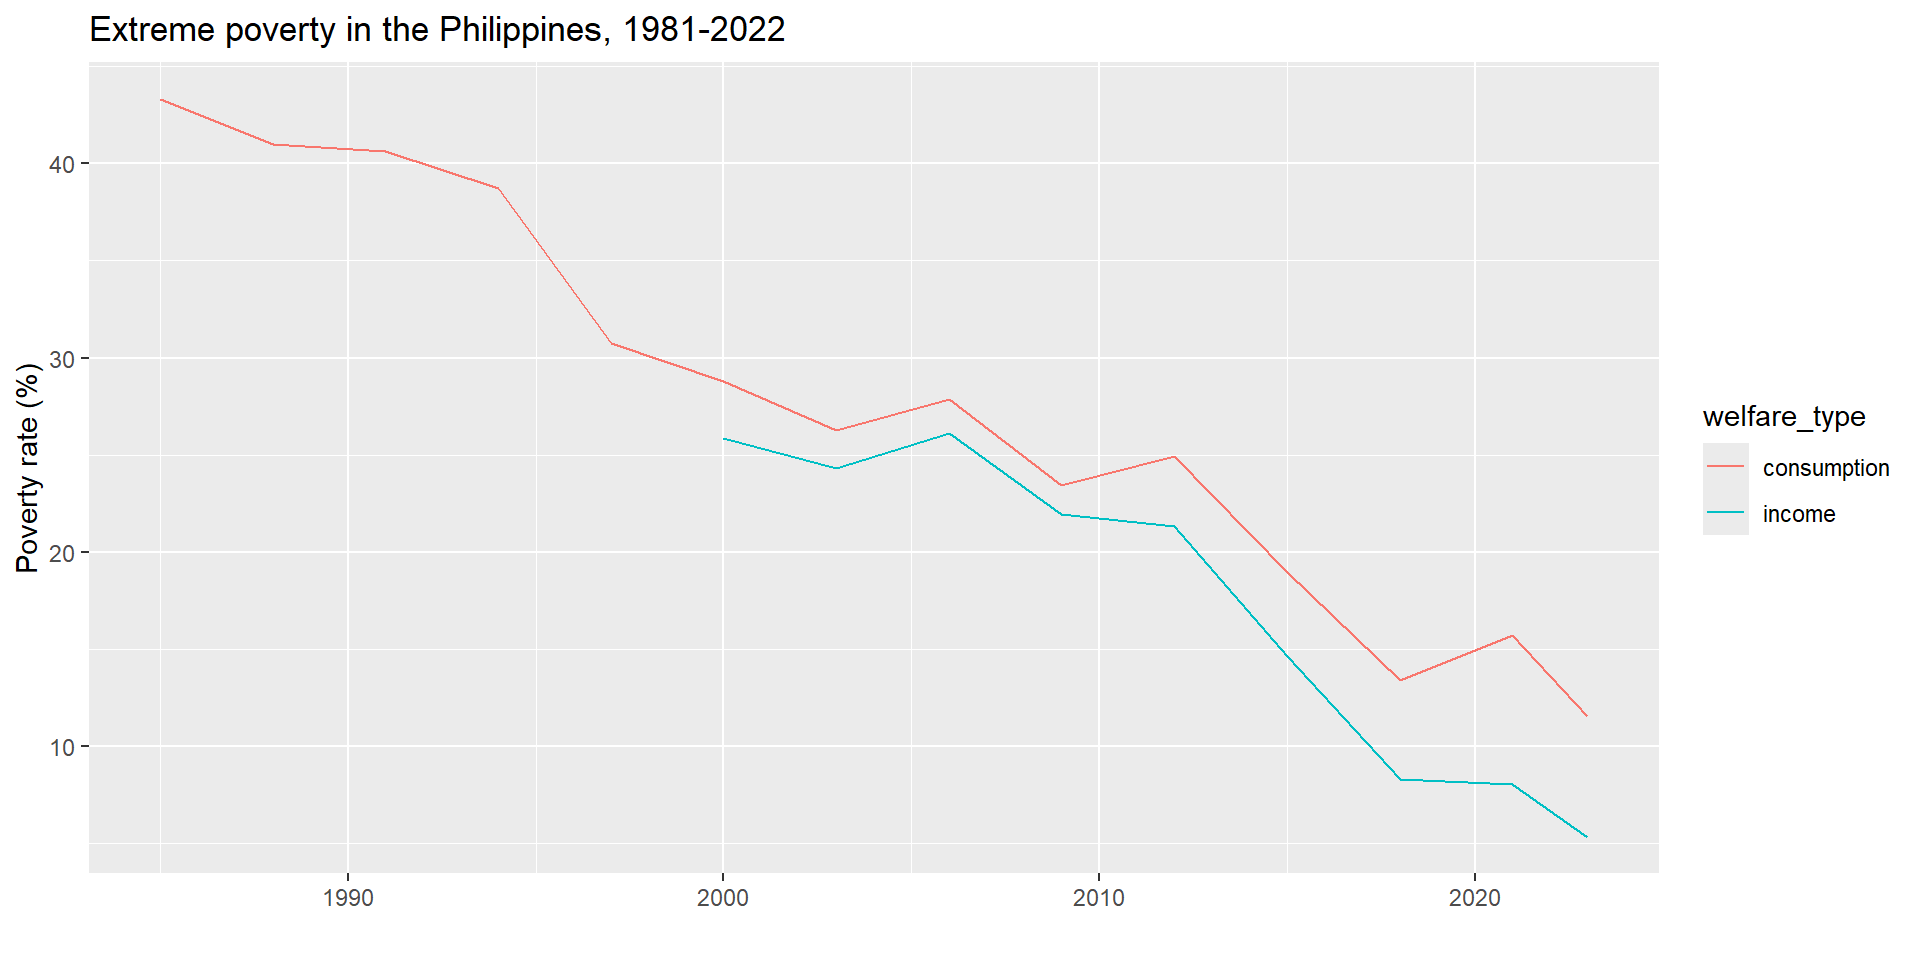 Extreme poverty in the Philippines, 1981-2022
Poverty rate (%)
40
30
20
10
1990
2000
2010
2020
welfare_type
consumption
income